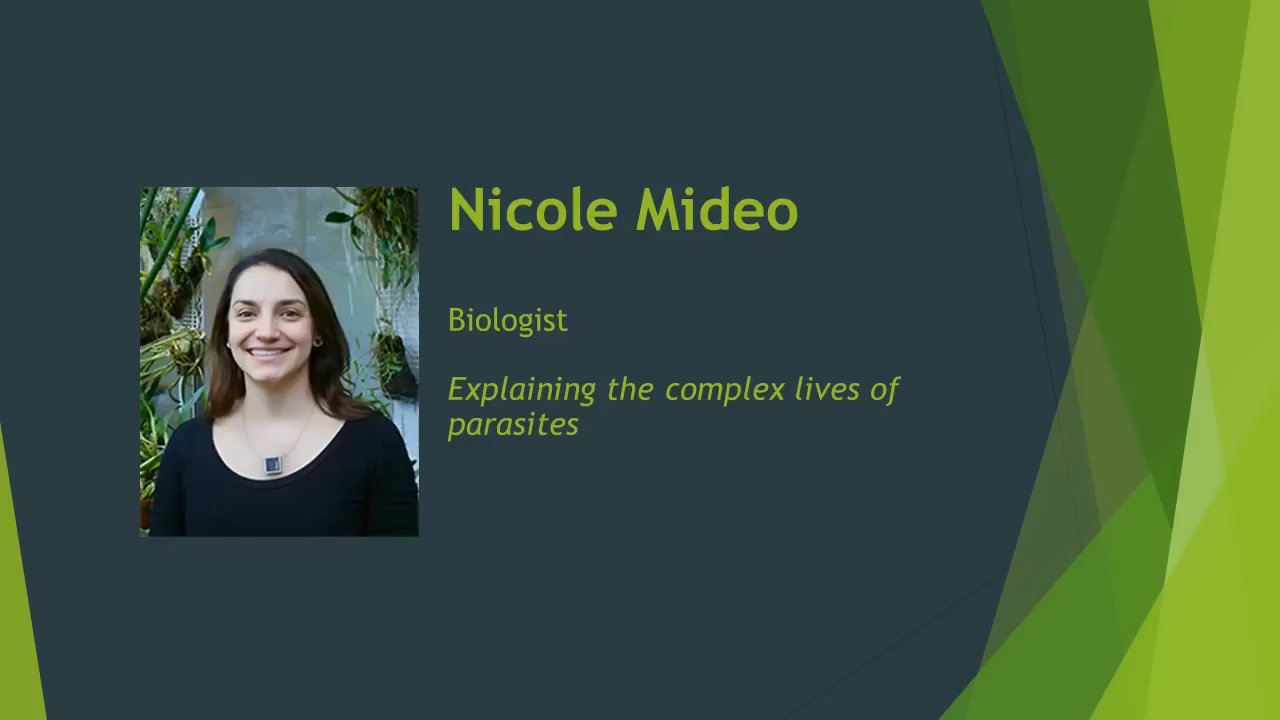 Nicole Mideo
Biologist
Explaining the complex lives of
parasites